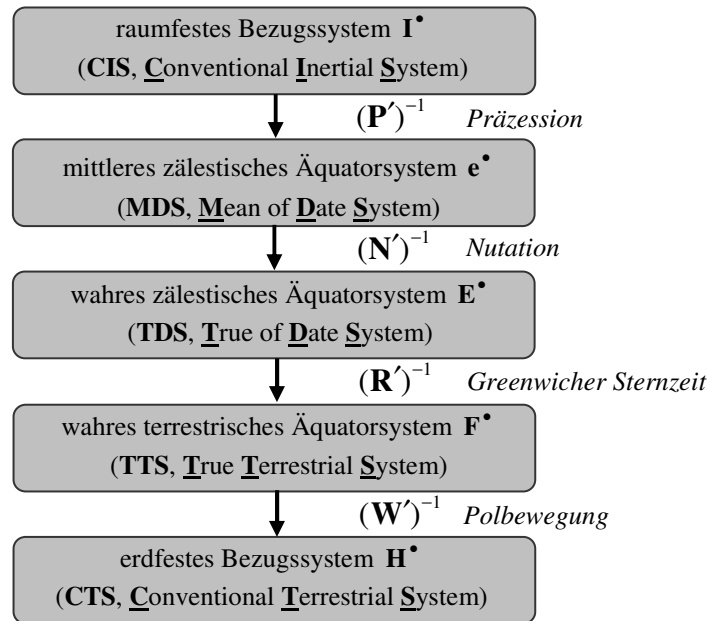 raumfestes Bezugssystem I•
(CIS, Conventional Inertial System)
(P′)⁻¹ Präzession
mittleres zälestisches Äquatorsystem e•
(MDS, Mean of Date System)
(N′)⁻¹ Nutation
wahres zälestisches Äquatorsystem E•
(TDS, True of Date System)
(R′)⁻¹ Greenwicher Sternzeit
wahres terrestrisches Äquatorsystem F•
(TTS, True Terrestrial System)
(W′)⁻¹ Polbewegung
erdfestes Bezugssystem H•
(CTS, Conventional Terrestrial System)